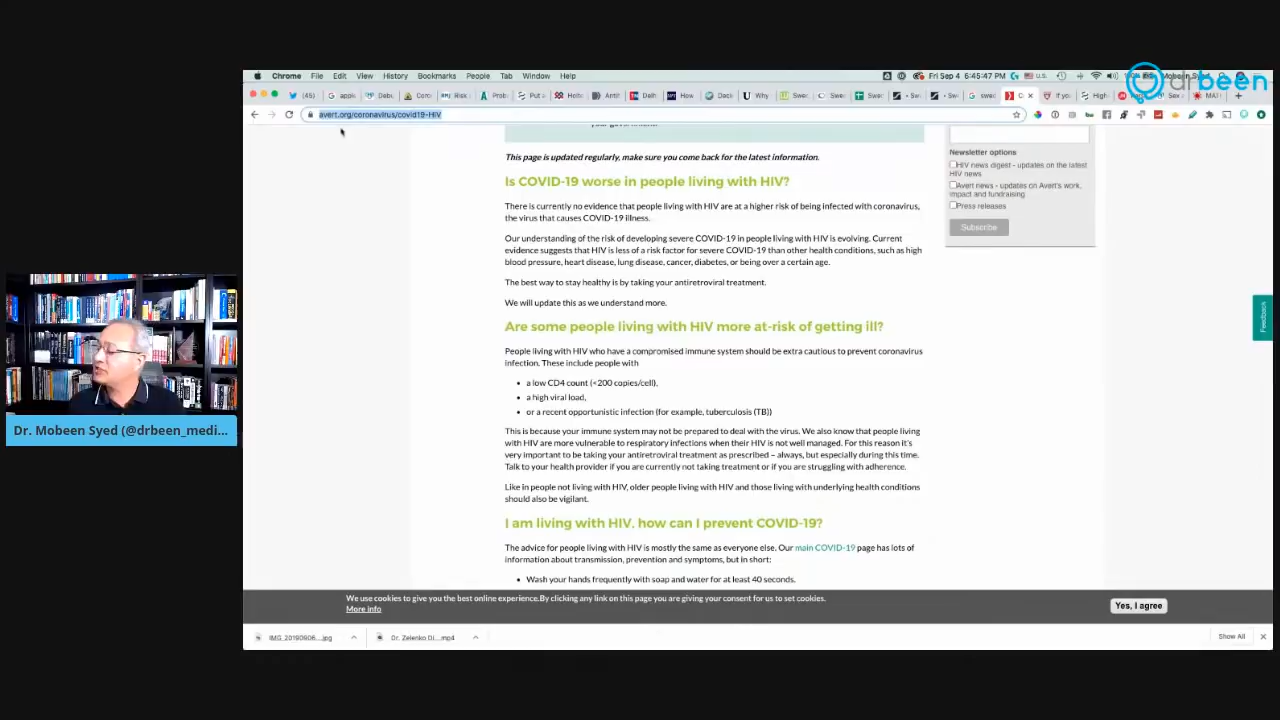 Chrome File Edit View History Bookmarks People Tab Window Help
Fri Sep 4 6:45:47 PM
drbeen
avert.org/coronavirus/covid19-HIV
This page is updated regularly, make sure you come back for the latest information.
Newsletter options
HIV news digest - updates on the latest
HIV news
Avert news - updates on Avert's work,
impact and fundraising
Press releases
Subscribe
Is COVID-19 worse in people living with HIV?
There is currently no evidence that people living with HIV are at a higher risk of being infected with coronavirus,
the virus that causes COVID-19 illness.
Our understanding of the risk of developing severe COVID-19 in people living with HIV is evolving. Current
evidence suggests that HIV is less of a risk factor for severe COVID-19 than other health conditions, such as high
blood pressure, heart disease, lung disease, cancer, diabetes, or being over a certain age.
The best way to stay healthy is by taking your antiretroviral treatment.
We will update this as we understand more.
Feedback
Are some people living with HIV more at-risk of getting ill?
People living with HIV who have a compromised immune system should be extra cautious to prevent coronavirus
infection. These include people with
• a low CD4 count (<200 copies/cell),
• a high viral load,
• or a recent opportunistic infection (for example, tuberculosis (TB))
This is because your immune system may not be prepared to deal with the virus. We also know that people living
with HIV are more vulnerable to respiratory infections when their HIV is not well managed. For this reason it's
very important to be taking your antiretroviral treatment as prescribed – always, but especially during this time.
Talk to your health provider if you are currently not taking treatment or if you are struggling with adherence.
Dr. Mobeen Syed (@drbeen_medi...
Like in people not living with HIV, older people living with HIV and those living with underlying health conditions
should also be vigilant.
I am living with HIV, how can I prevent COVID-19?
The advice for people living with HIV is mostly the same as everyone else. Our main COVID-19 page has lots of
information about transmission, prevention and symptoms, but in short:
• Wash your hands frequently with soap and water for at least 40 seconds.
We use cookies to give you the best online experience.By clicking any link on this page you are giving your consent for us to set cookies.
More info
Yes, I agree
IMG_20190906....jpg
Dr. Zelenko Di....mp4
Show All